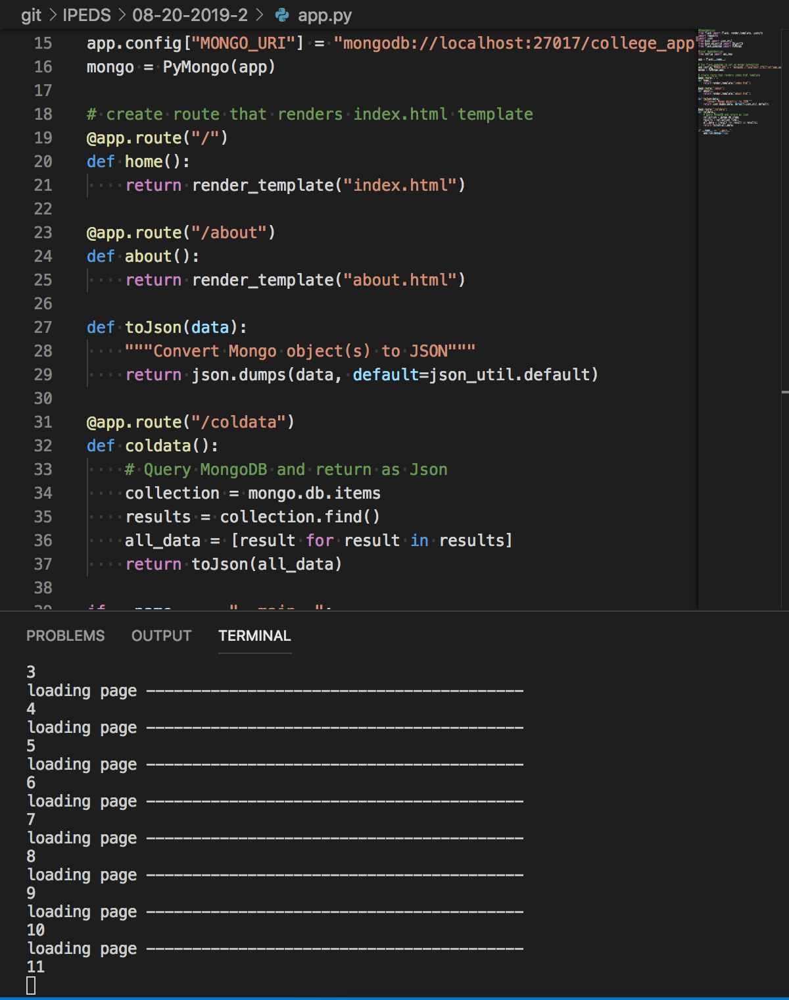 git > IPEDS > 08-20-2019-2 > app.py
15 app.config["MONGO_URI"] = "mongodb://localhost:27017/college_app
16 mongo = PyMongo(app)
17
18 # create route that renders index.html template
19 @app.route("/")
20 def home():
21 return render_template("index.html")
22
23 @app.route("/about")
24 def about():
25 return render_template("about.html")
26
27 def toJson(data):
28 """Convert Mongo object(s) to JSON"""
29 return json.dumps(data, default=json_util.default)
30
31 @app.route("/coldata")
32 def coldata():
33 # Query MongoDB and return as Json
34 collection = mongo.db.items
35 results = collection.find()
36 all_data = [result for result in results]
37 return toJson(all_data)
38
PROBLEMS OUTPUT TERMINAL
3
loading page -----------------------------------------
4
loading page -----------------------------------------
5
loading page -----------------------------------------
6
loading page -----------------------------------------
7
loading page -----------------------------------------
8
loading page -----------------------------------------
9
loading page -----------------------------------------
10
loading page -----------------------------------------
11